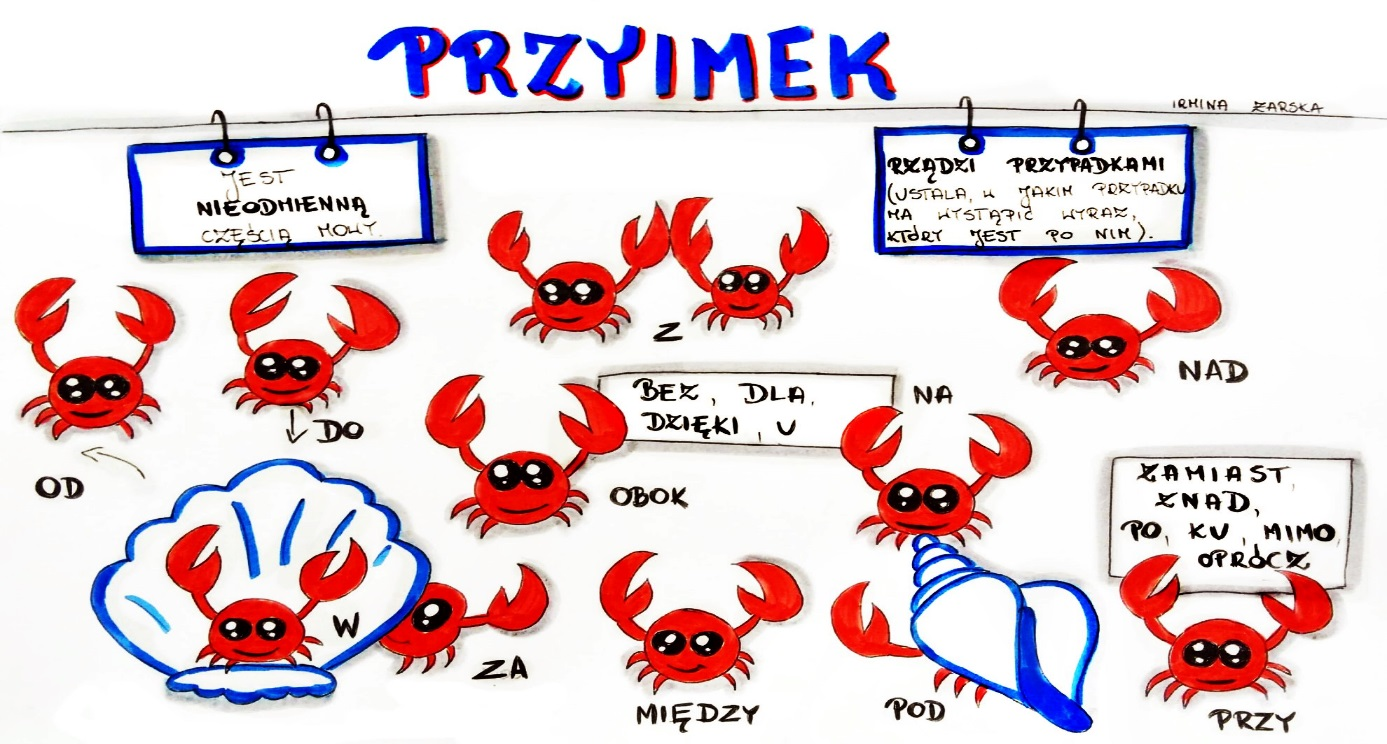 PRZYIMEK
IRMINA ŻARSKA
JEST
NIEODMIENNĄ
CZĘŚCIĄ MOWY.
RZĄDZI PRZYPADKAMI
(USTALA, W JAKIM PRZYPADKU
MA WYSTĄPIĆ WYRAZ,
KTÓRY JEST PO NIM).
Z
NAD
DO
OD
BEZ, DLA,
DZIĘKI, U
NA
OBOK
ZAMIAST,
ZNAD,
PO, KU, MIMO,
OPRÓCZ
W
ZA
MIĘDZY
POD
PRZY